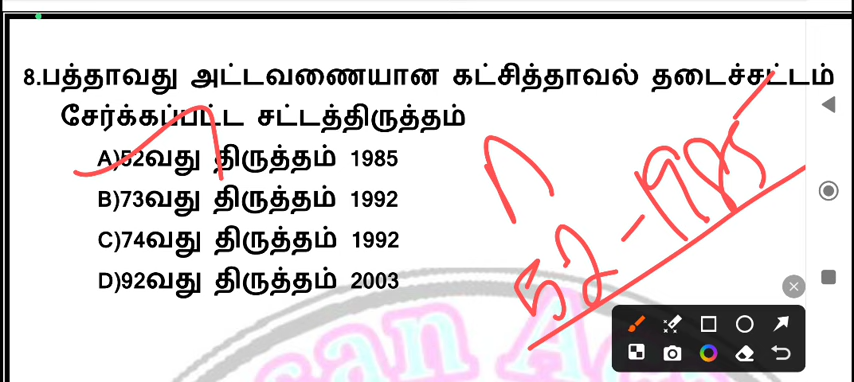 8.பத்தாவது அட்டவணையான கட்சித்தாவல் தடைச்சட்டம்
சேர்க்கப்பட்ட சட்டத்திருத்தம்
A)52வது திருத்தம் 1985
B)73வது திருத்தம் 1992
C)74வது திருத்தம் 1992
D)92வது திருத்தம் 2003
52-1985
san A